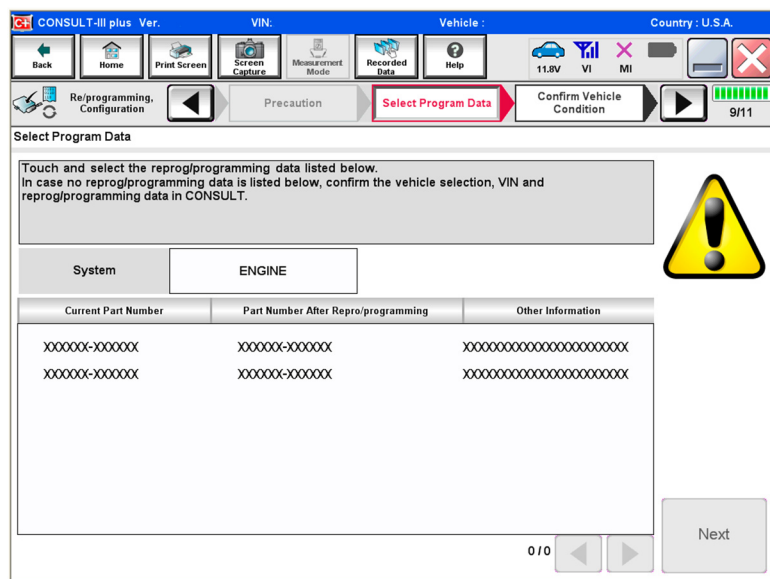 CONSULT-III plus Ver. VIN: Vehicle : Country : U.S.A.
Back Home Print Screen Screen Capture Measurement Mode Recorded Data Help 11.8V VI MI
Re/programming, Configuration Precaution Select Program Data Confirm Vehicle Condition 9/11
Select Program Data
Touch and select the reprog/programming data listed below.
In case no reprog/programming data is listed below, confirm the vehicle selection, VIN and
reprog/programming data in CONSULT.
System ENGINE
Current Part Number Part Number After Repro/programming Other Information
XXXXXX-XXXXXX XXXXXX-XXXXXX XXXXXXXXXXXXXXXXXXXXXXX
XXXXXX-XXXXXX XXXXXX-XXXXXX XXXXXXXXXXXXXXXXXXXXXXX
Next
0/0